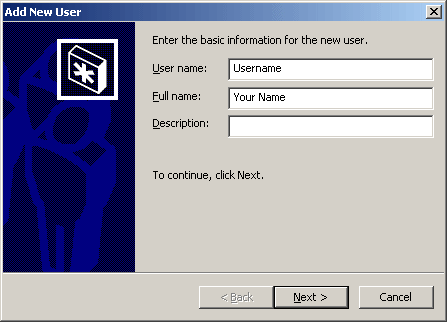 Add New User
Enter the basic information for the new user.
User name: Username
Full name: Your Name
Description:
To continue, click Next.
< Back Next > Cancel